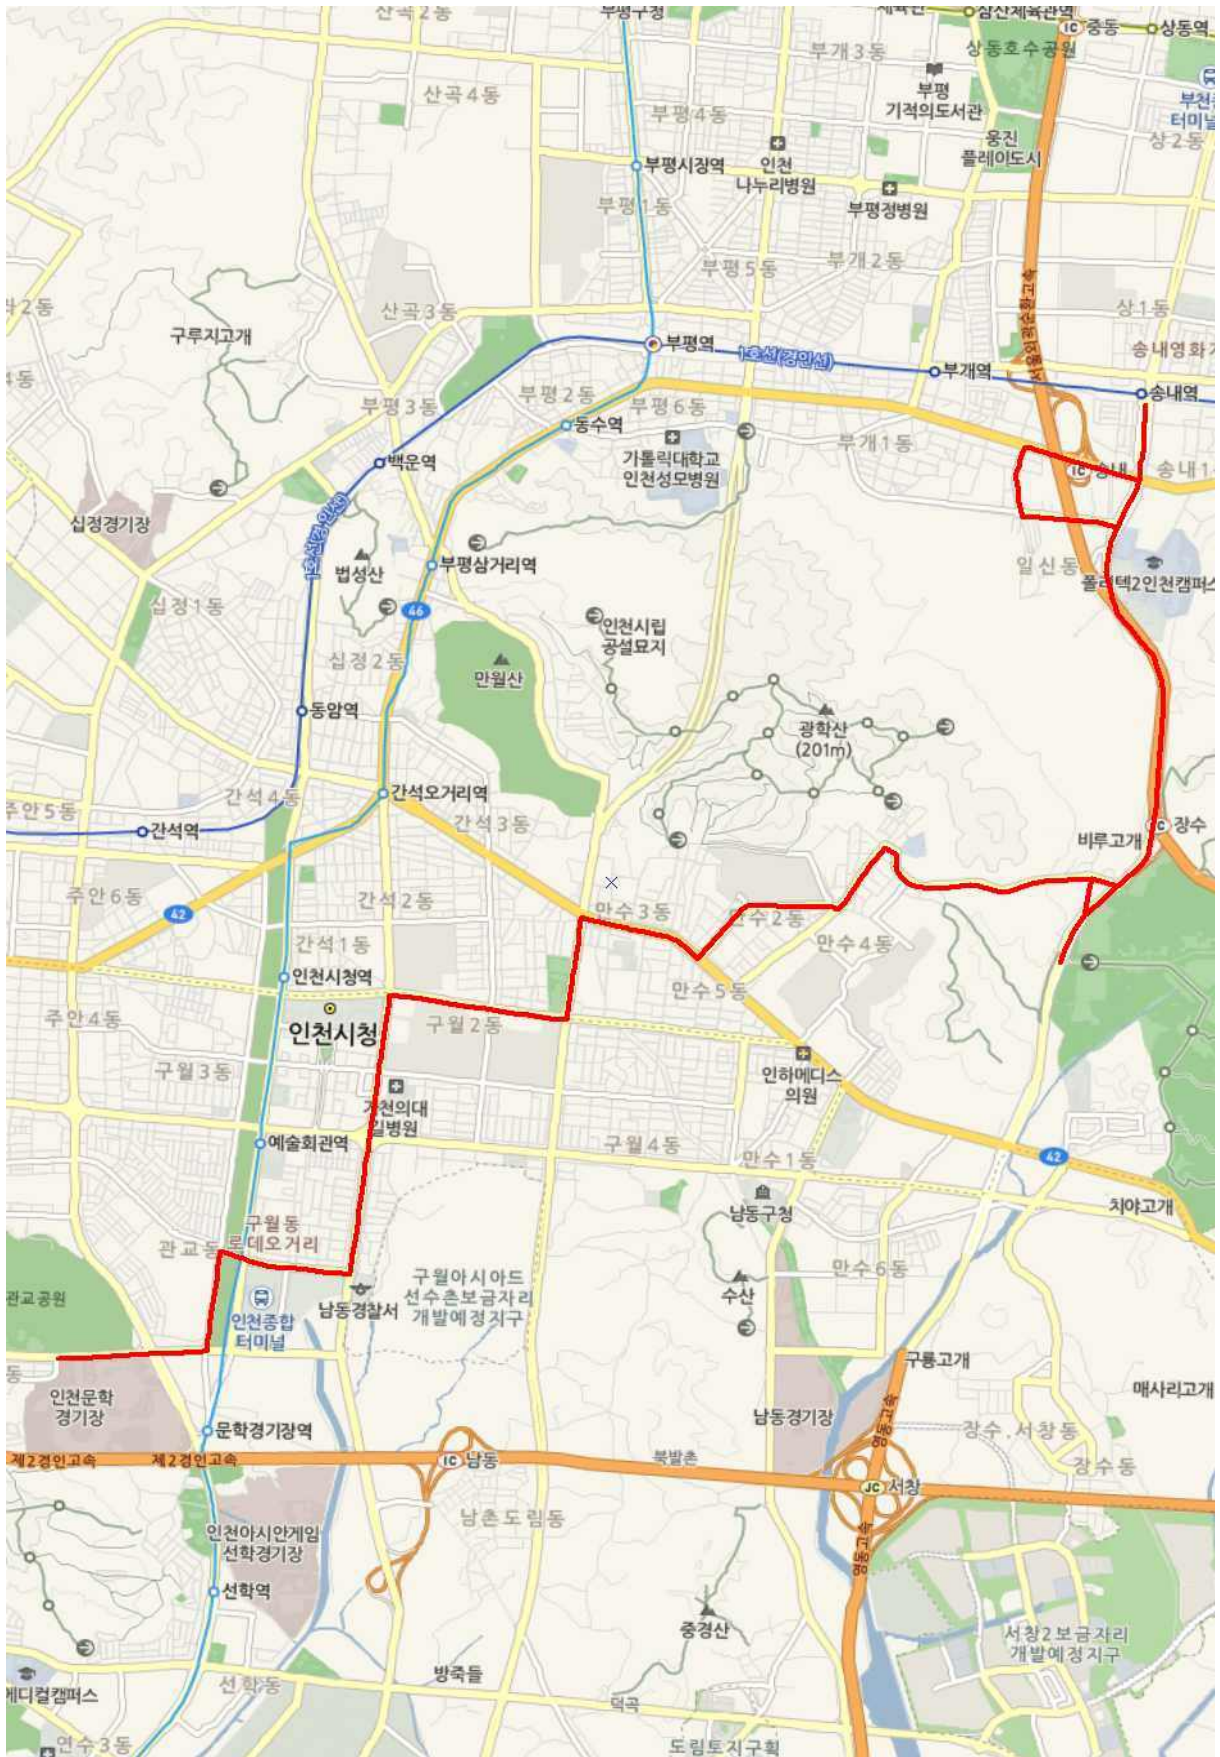 산곡2동
부평구청
삼산체육관역
IC 중동
상동역
부개3동
상동호수공원
산곡4동
부평
기적의도서관
부평4동
터미널
상2동
인천
나누리병원
웅진
플레이도시
부평시장역
부평1동
부평정병원
부평5동
부개2동
서울외곽순환고속
상1동
산곡3동
구루지고개
부평역
1호선(경인선)
부개역
송내역
부평2동
부평6동
부평3동
동수역
부개1동
가톨릭대학교
인천성모병원
백운역
IC 송내
십정경기장
1호선(경인선)
법성산
부평삼거리역
일신동
폴리텍2인천캠퍼스
십정1동
46
인천시립
공설묘지
십정2동
만월산
동암역
광학산
(201m)
간석오거리역
간석4동
주안5동
간석3동
간석역
장수
비루고개
주안6동
간석2동
42
만수3동
만수2동
만수4동
간석1동
인천시청역
만수5동
주안4동
인천시청
구월2동
구월3동
인하메디스
의원
가천의대
길병원
예술회관역
구월4동
만수1동
42
남동구청
치야고개
구월동
로데오거리
관교동
만수6동
구월아시아드
선수촌보금자리
개발예정지구
수산
관교공원
인천종합
터미널
남동경찰서
구룡고개
인천문학
경기장
매사리고개
남동경기장
영동고속
문학경기장역
장수.서창동
제2경인고속
제2경인고속
IC 남동
북발촌
장수동
JC 서창
인천아시안게임
선학경기장
남촌도림동
영동고속
선학역
중경산
서창2보금자리
개발예정지구
방죽들
선학동
메디컬캠퍼스
덕곡
연수3동
도림토지구획